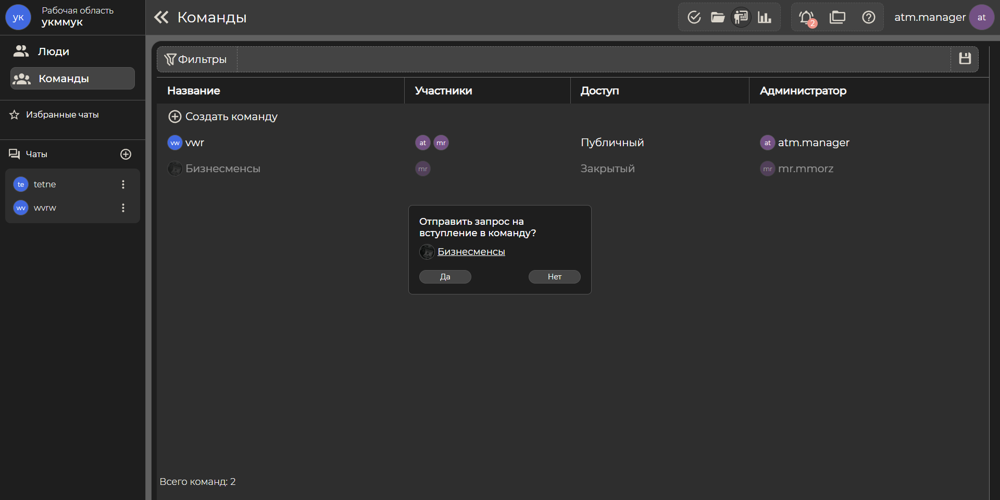 ук
Рабочая область
укммук
Команды
2
atm.manager
at
Люди
Команды
Избранные чаты
Чаты
te tetne
wv wvrw
Фильтры
Название Участники Доступ Администратор
Создать команду
vw vwr at mr Публичный at atm.manager
Бизнесменсы mr Закрытый mr mr.mmorz
Отправить запрос на
вступление в команду?
Бизнесменсы
Да Нет
Всего команд: 2